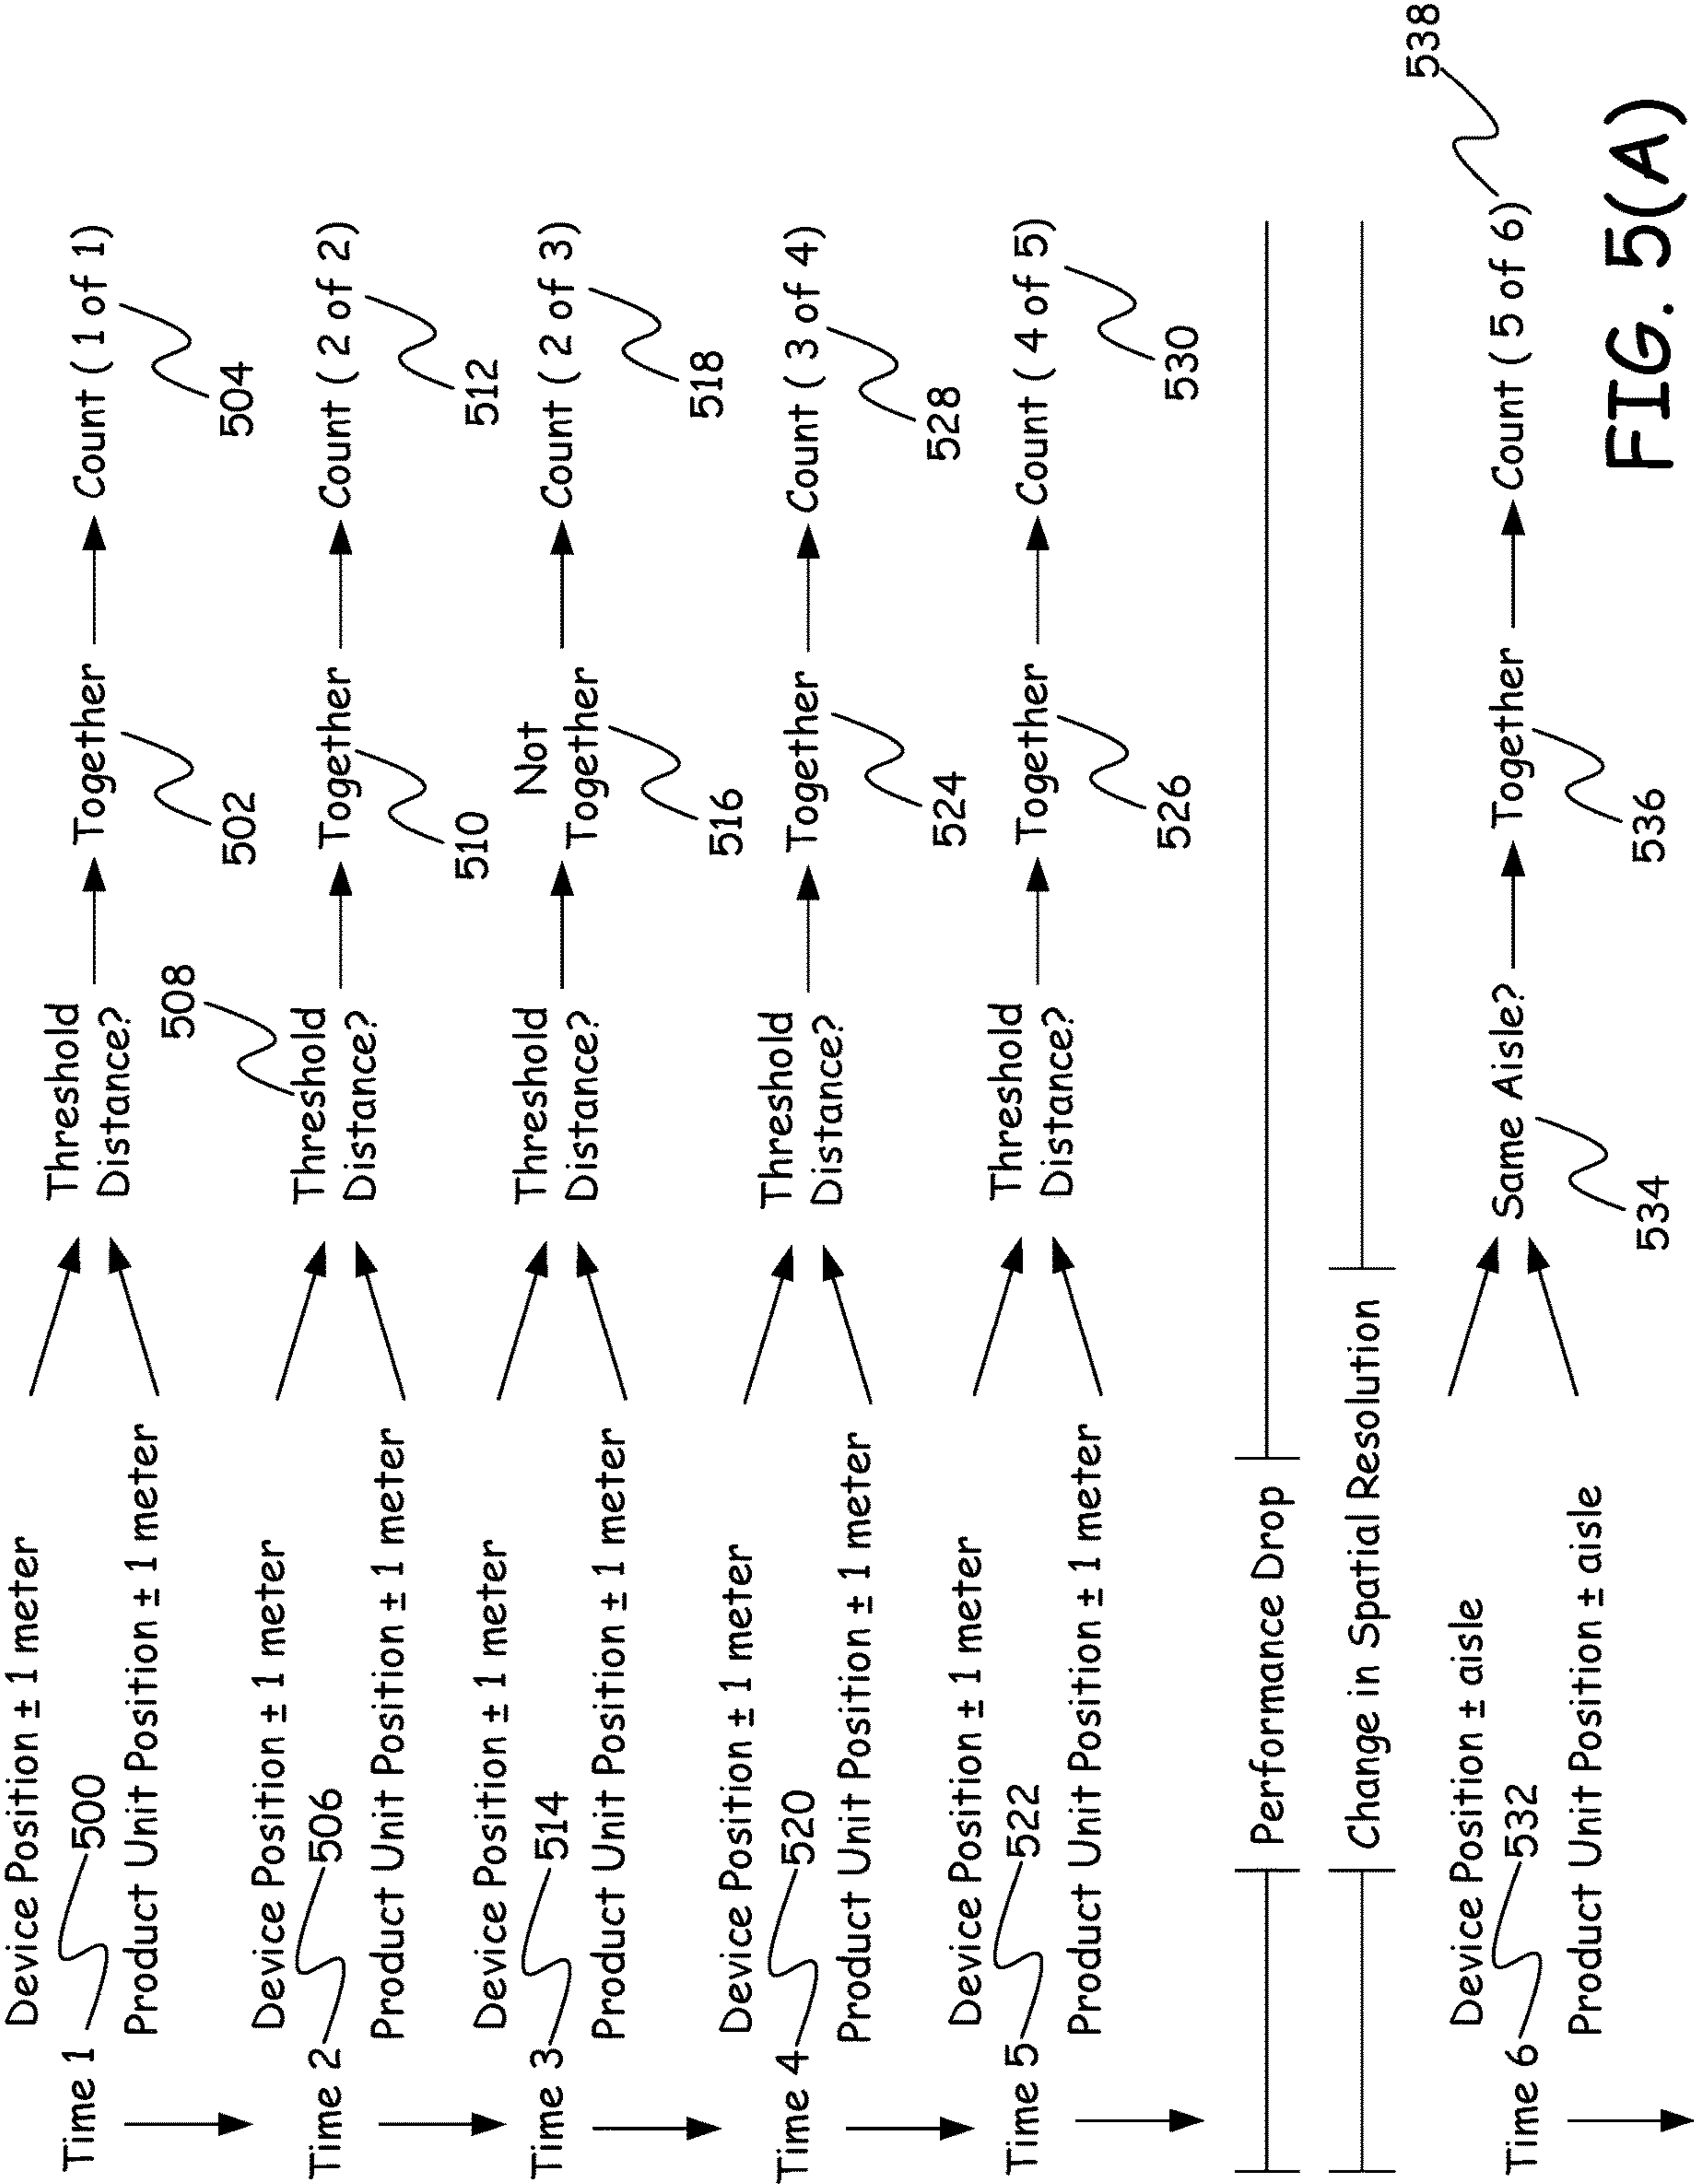 Device Position ± 1 meter
Time 1 500 Threshold Distance? Together Count ( 1 of 1)
Product Unit Position ± 1 meter
502
504
508
Device Position ± 1 meter
Time 2 506 Threshold Distance? Together Count ( 2 of 2)
Product Unit Position ± 1 meter
510
512
Device Position ± 1 meter
Time 3 514 Threshold Distance? Not Together Count ( 2 of 3)
Product Unit Position ± 1 meter
516
518
Device Position ± 1 meter
Time 4 520 Threshold Distance? Together Count ( 3 of 4)
Product Unit Position ± 1 meter
524
528
Device Position ± 1 meter
Time 5 522 Threshold Distance? Together Count ( 4 of 5)
Product Unit Position ± 1 meter
526
530
Performance Drop
Change in Spatial Resolution
538
Device Position ± aisle
Time 6 532 Same Aisle? Together Count ( 5 of 6)
Product Unit Position ± aisle
534
536
FIG. 5(A)